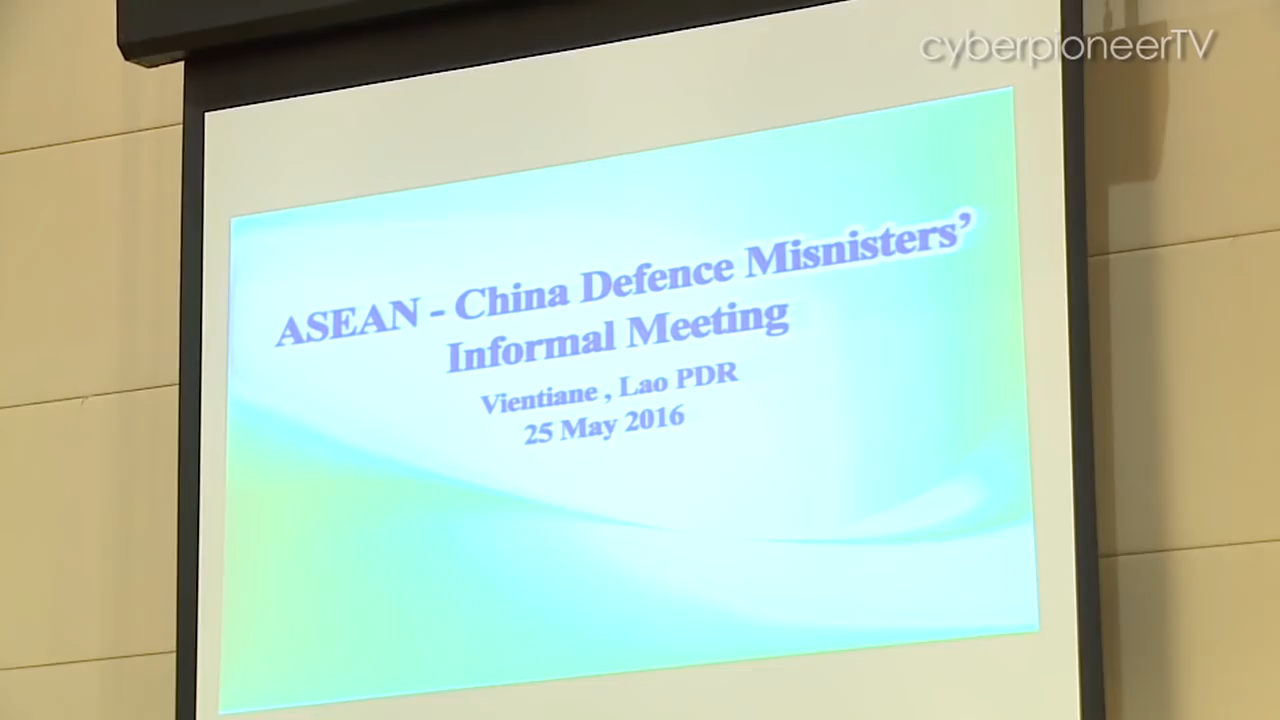 cyberpioneerTV
ASEAN - China Defence Misnisters’
Informal Meeting
Vientiane , Lao PDR
25 May 2016